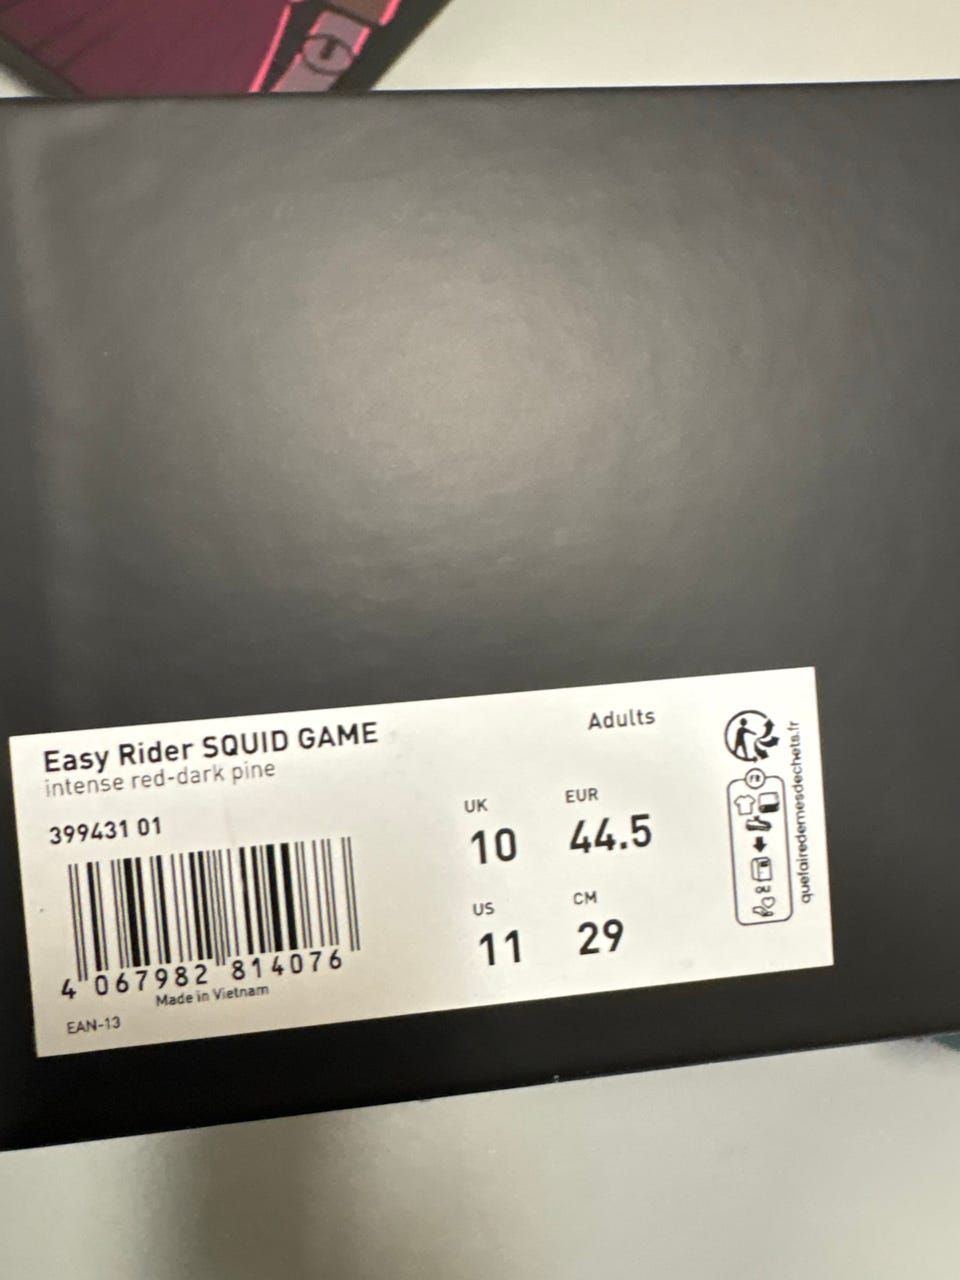 Easy Rider SQUID GAME
intense red-dark pine
399431 01
4 067982 814076
Made in Vietnam
EAN-13
Adults
UK
10
EUR
44.5
US
11
CM
29
FR
quefairedemesdechets.fr